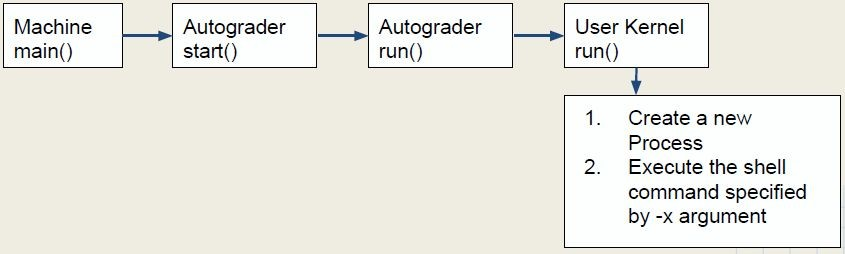 Machine
main()
Autograder
start()
Autograder
run()
User Kernel
run()
1. Create a new
Process
2. Execute the shell
command specified
by -x argument